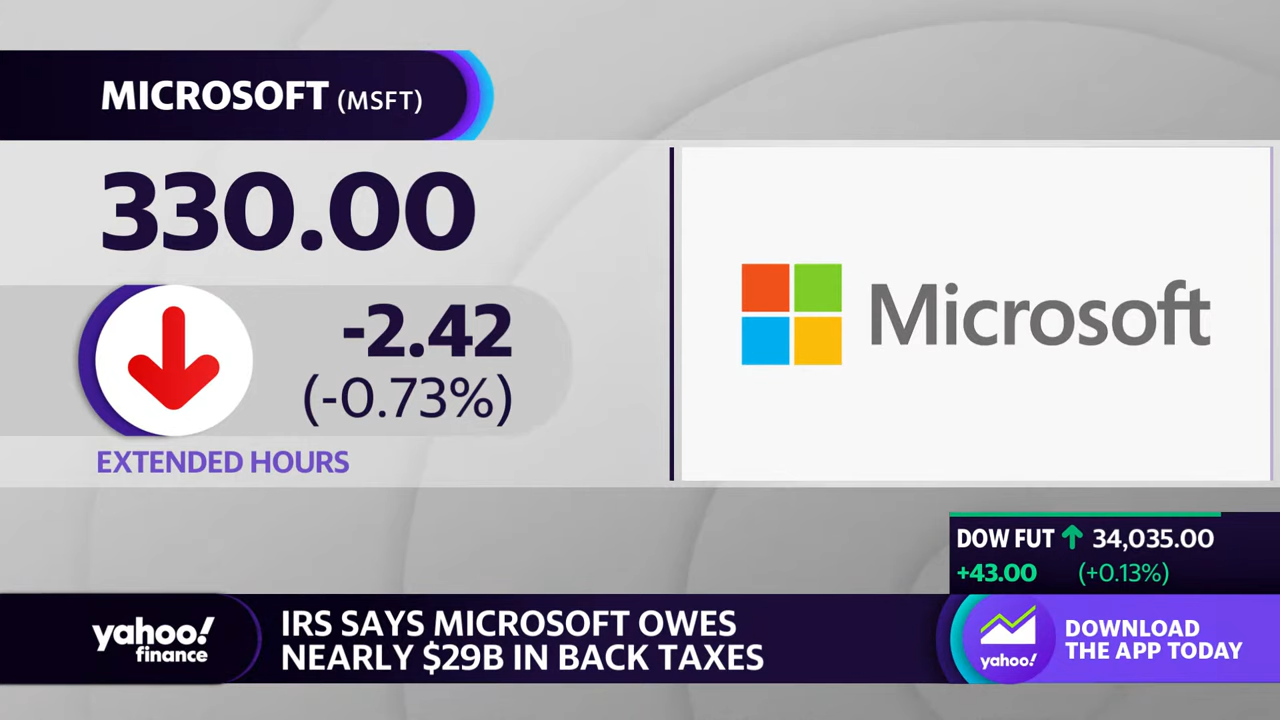 MICROSOFT (MSFT)
330.00
-2.42
(-0.73%)
EXTENDED HOURS
Microsoft
DOW FUT 34,035.00
+43.00 (+0.13%)
yahoo!
finance
IRS SAYS MICROSOFT OWES
NEARLY $29B IN BACK TAXES
yahoo!
DOWNLOAD
THE APP TODAY